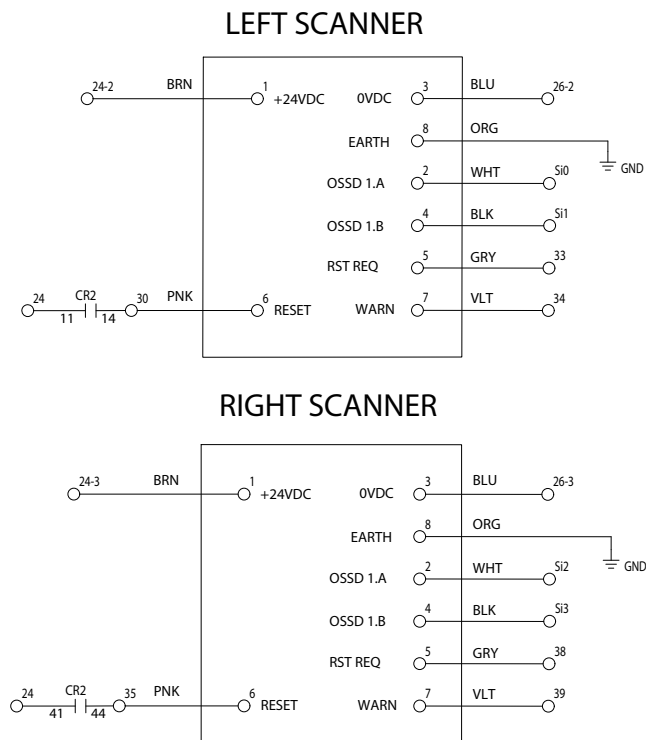 LEFT SCANNER
24-2 BRN 1 +24VDC 0VDC 3 BLU 26-2
EARTH 8 ORG GND
OSSD 1.A 2 WHT Si0
OSSD 1.B 4 BLK Si1
RST REQ 5 GRY 33
24 CR2 11 14 30 PNK 6 RESET WARN 7 VLT 34
RIGHT SCANNER
24-3 BRN 1 +24VDC 0VDC 3 BLU 26-3
EARTH 8 ORG GND
OSSD 1.A 2 WHT Si2
OSSD 1.B 4 BLK Si3
RST REQ 5 GRY 38
24 CR2 41 44 35 PNK 6 RESET WARN 7 VLT 39